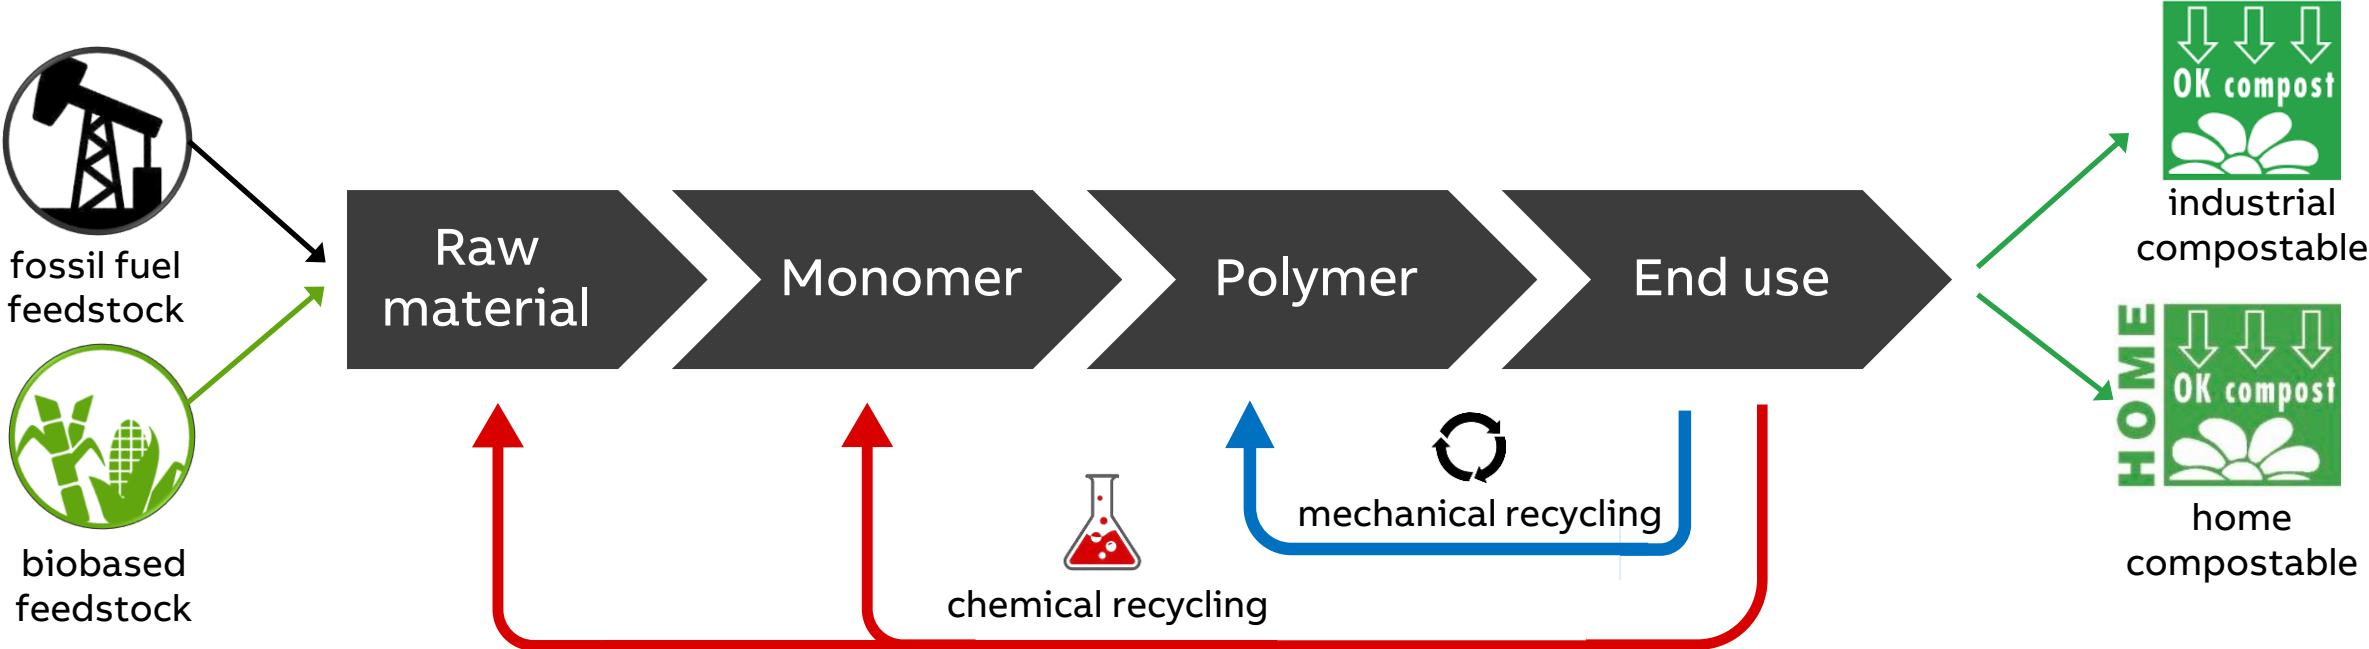 fossil fuel
feedstock
biobased
feedstock
Raw
material
Monomer
Polymer
End use
mechanical recycling
chemical recycling
OK compost
industrial
compostable
HOME
OK compost
home
compostable